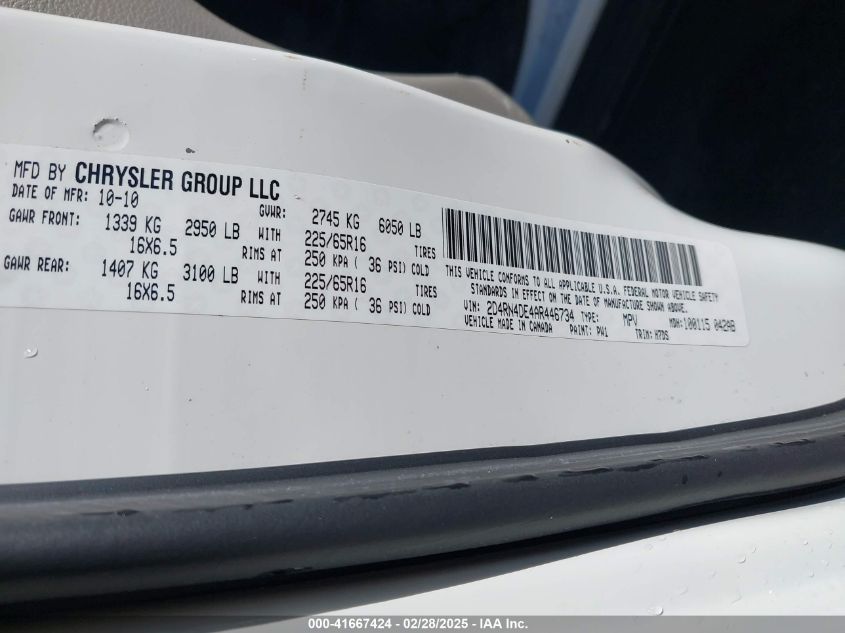 MFD BY CHRYSLER GROUP LLC
DATE OF MFR: 10-10 GVWR: 2745 KG 6050 LB
GAWR FRONT: 1339 KG 2950 LB WITH 225/65R16 TIRES
16X6.5 RIMS AT 250 KPA ( 36 PSI) COLD
GAWR REAR: 1407 KG 3100 LB WITH 225/65R16 TIRES
16X6.5 RIMS AT 250 KPA ( 36 PSI) COLD
THIS VEHICLE CONFORMS TO ALL APPLICABLE U.S.A. FEDERAL MOTOR VEHICLE SAFETY
STANDARDS IN EFFECT ON THE DATE OF MANUFACTURE SHOWN ABOVE.
VIN: 2D4RN4DE4AR446734 TYPE: MPV MDH: 100115 042AB
VEHICLE MADE IN CANADA PAINT: PW1 TRIM: H7DS
000-41667424 - 02/28/2025 - IAA Inc.